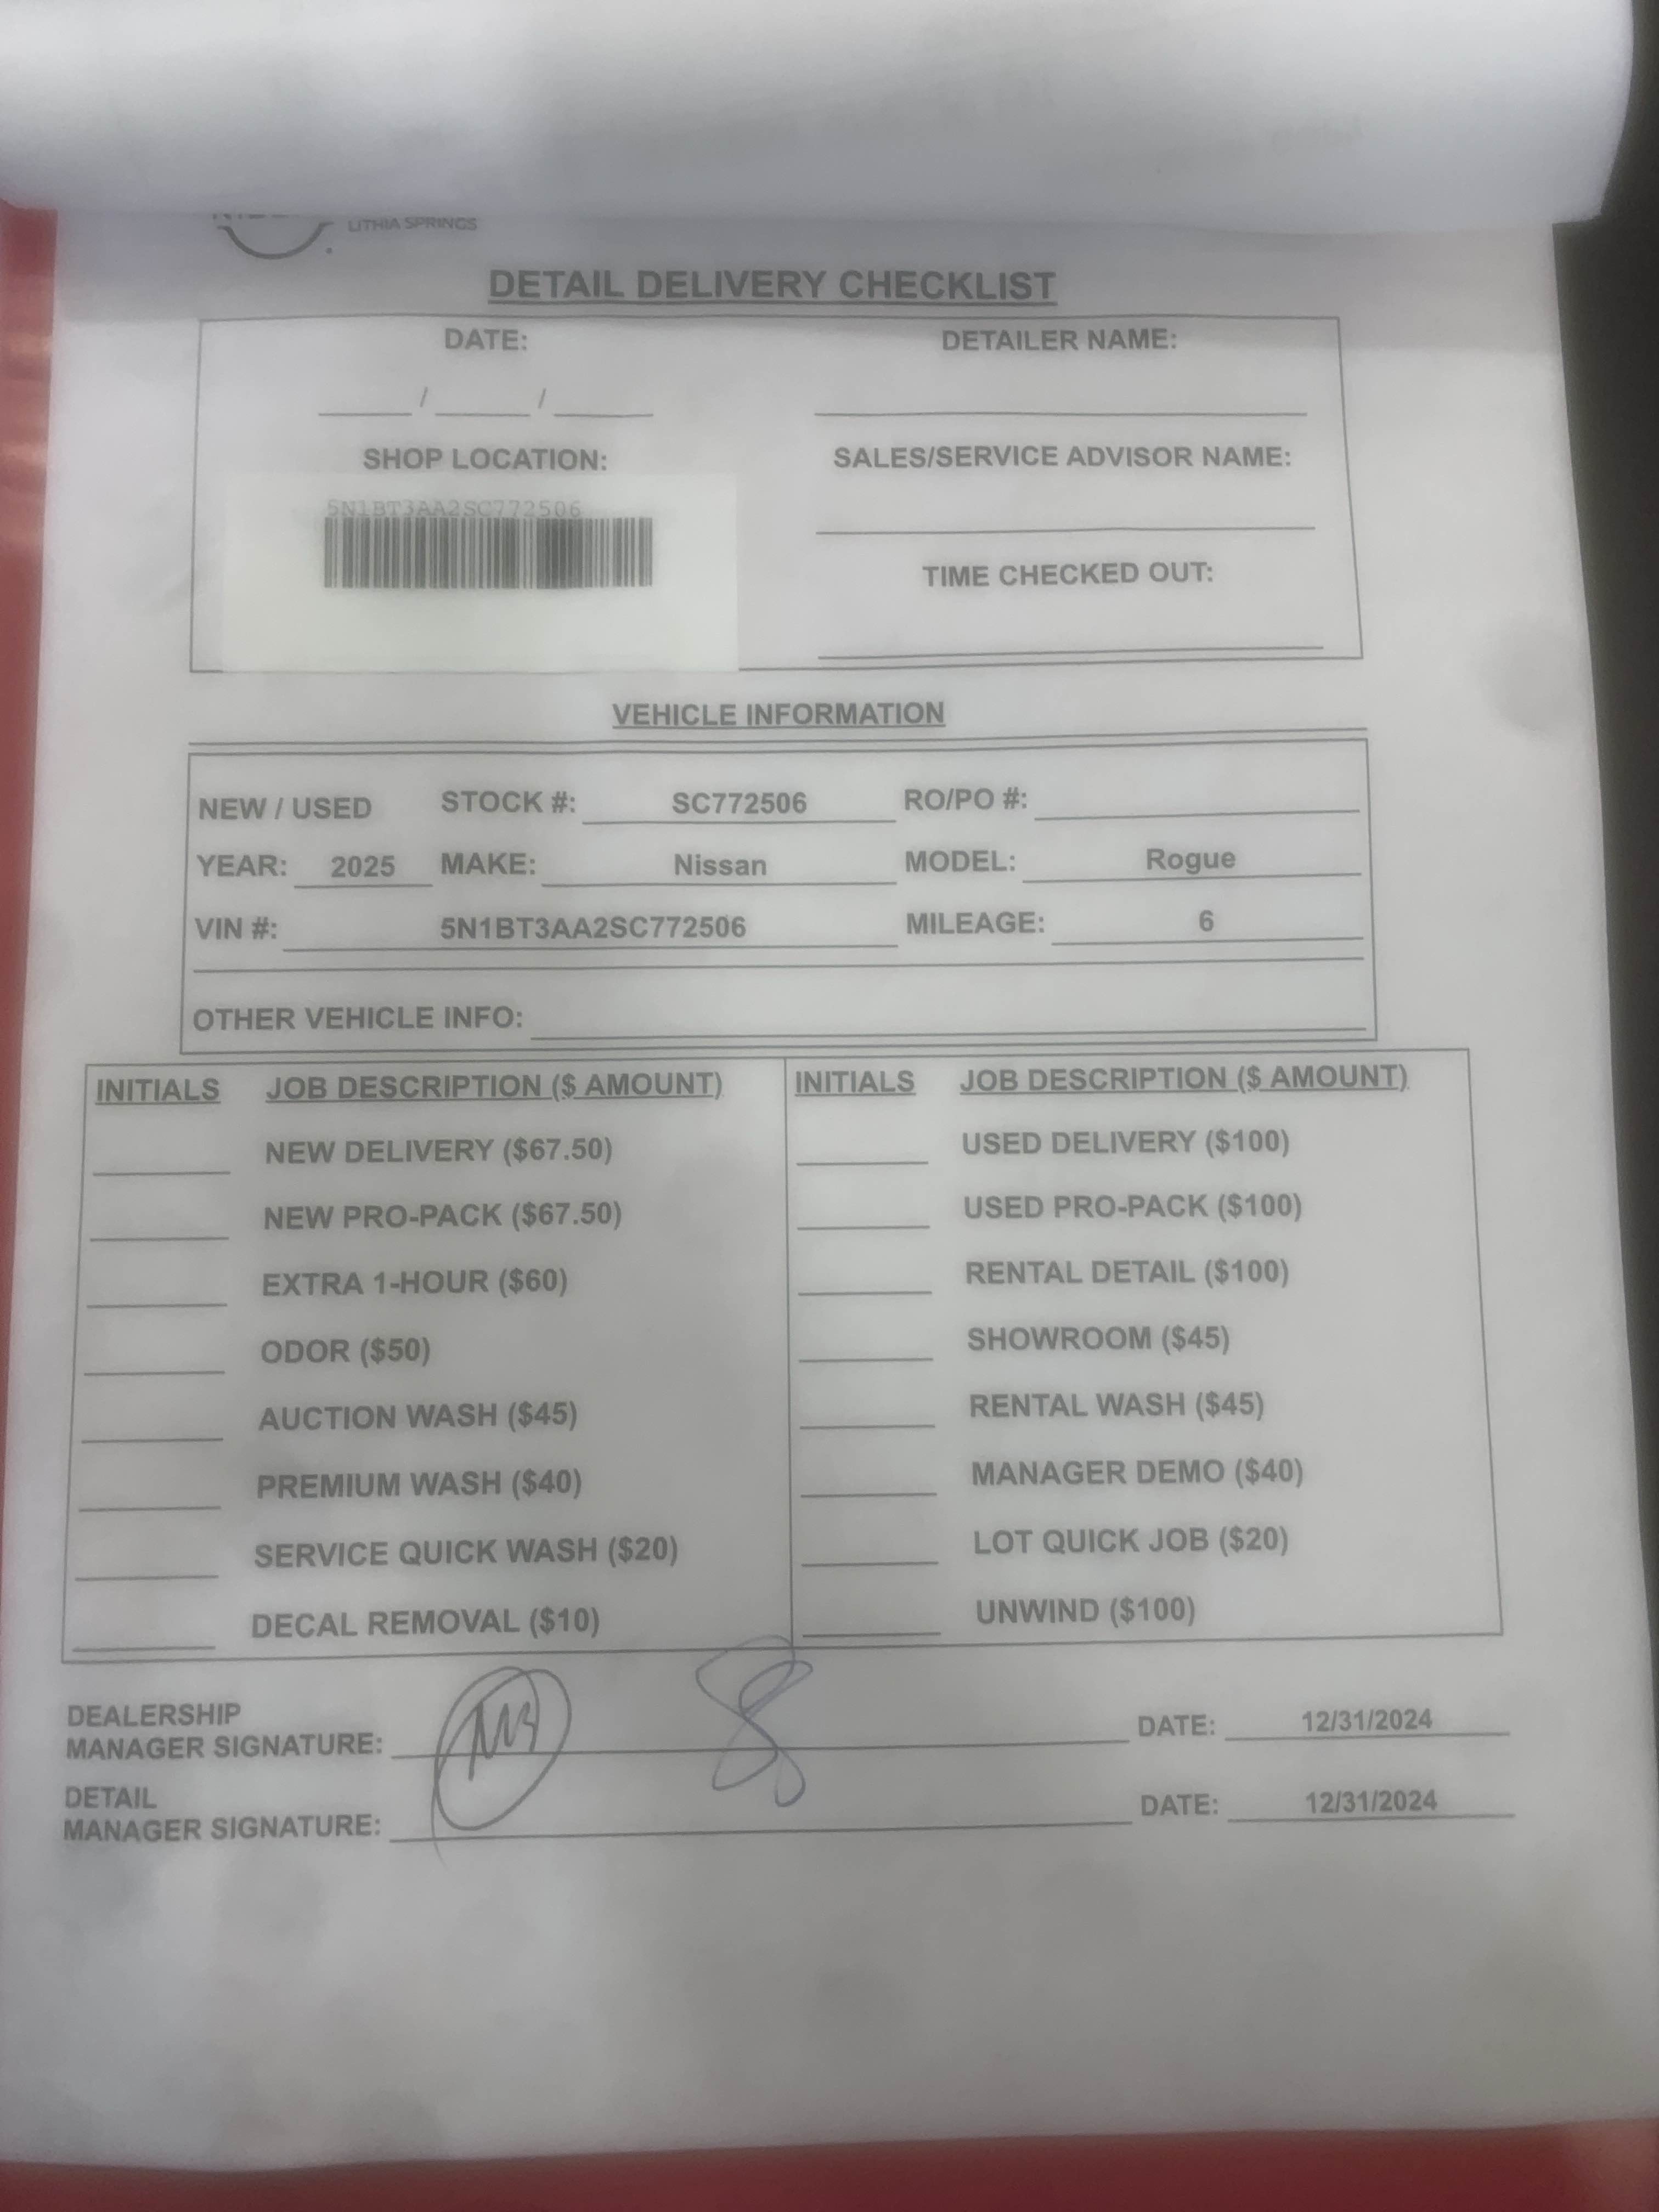 LITHIA SPRINGS
DETAIL DELIVERY CHECKLIST
DATE: DETAILER NAME:
____ / ____ / ____
SHOP LOCATION: SALES/SERVICE ADVISOR NAME:
5N1BT3AA2SC772506
TIME CHECKED OUT:
VEHICLE INFORMATION
NEW / USED STOCK #: SC772506 RO/PO #:
YEAR: 2025 MAKE: Nissan MODEL: Rogue
VIN #: 5N1BT3AA2SC772506 MILEAGE: 6
OTHER VEHICLE INFO:
INITIALS JOB DESCRIPTION ($ AMOUNT) INITIALS JOB DESCRIPTION ($ AMOUNT)
NEW DELIVERY ($67.50) USED DELIVERY ($100)
NEW PRO-PACK ($67.50) USED PRO-PACK ($100)
EXTRA 1-HOUR ($60) RENTAL DETAIL ($100)
ODOR ($50) SHOWROOM ($45)
AUCTION WASH ($45) RENTAL WASH ($45)
PREMIUM WASH ($40) MANAGER DEMO ($40)
SERVICE QUICK WASH ($20) LOT QUICK JOB ($20)
DECAL REMOVAL ($10) UNWIND ($100)
DEALERSHIP
MANAGER SIGNATURE: DATE: 12/31/2024
DETAIL
MANAGER SIGNATURE: DATE: 12/31/2024